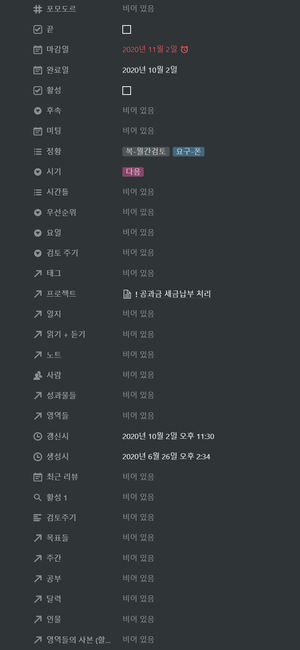 포모도르 비어 있음
끝
마감일 2020년 11월 2일
완료일 2020년 10월 2일
활성
후속 비어 있음
미팅 비어 있음
정황 복-월간검토 요구-폰
시기 다음
시간틀 비어 있음
우선순위 비어 있음
요일 비어 있음
검토 주기 비어 있음
태그 비어 있음
프로젝트 ! 공과금 세금납부 처리
일지 비어 있음
읽기 + 듣기 비어 있음
노트 비어 있음
사람 비어 있음
성과물들 비어 있음
영역들 비어 있음
갱신시 2020년 10월 2일 오후 11:30
생성시 2020년 6월 26일 오후 2:34
최근 리뷰 비어 있음
활성 1 비어 있음
검토주기 비어 있음
목표들 비어 있음
주간 비어 있음
공부 비어 있음
달력 비어 있음
인물 비어 있음
영역들의 사본 (할... 비어 있음